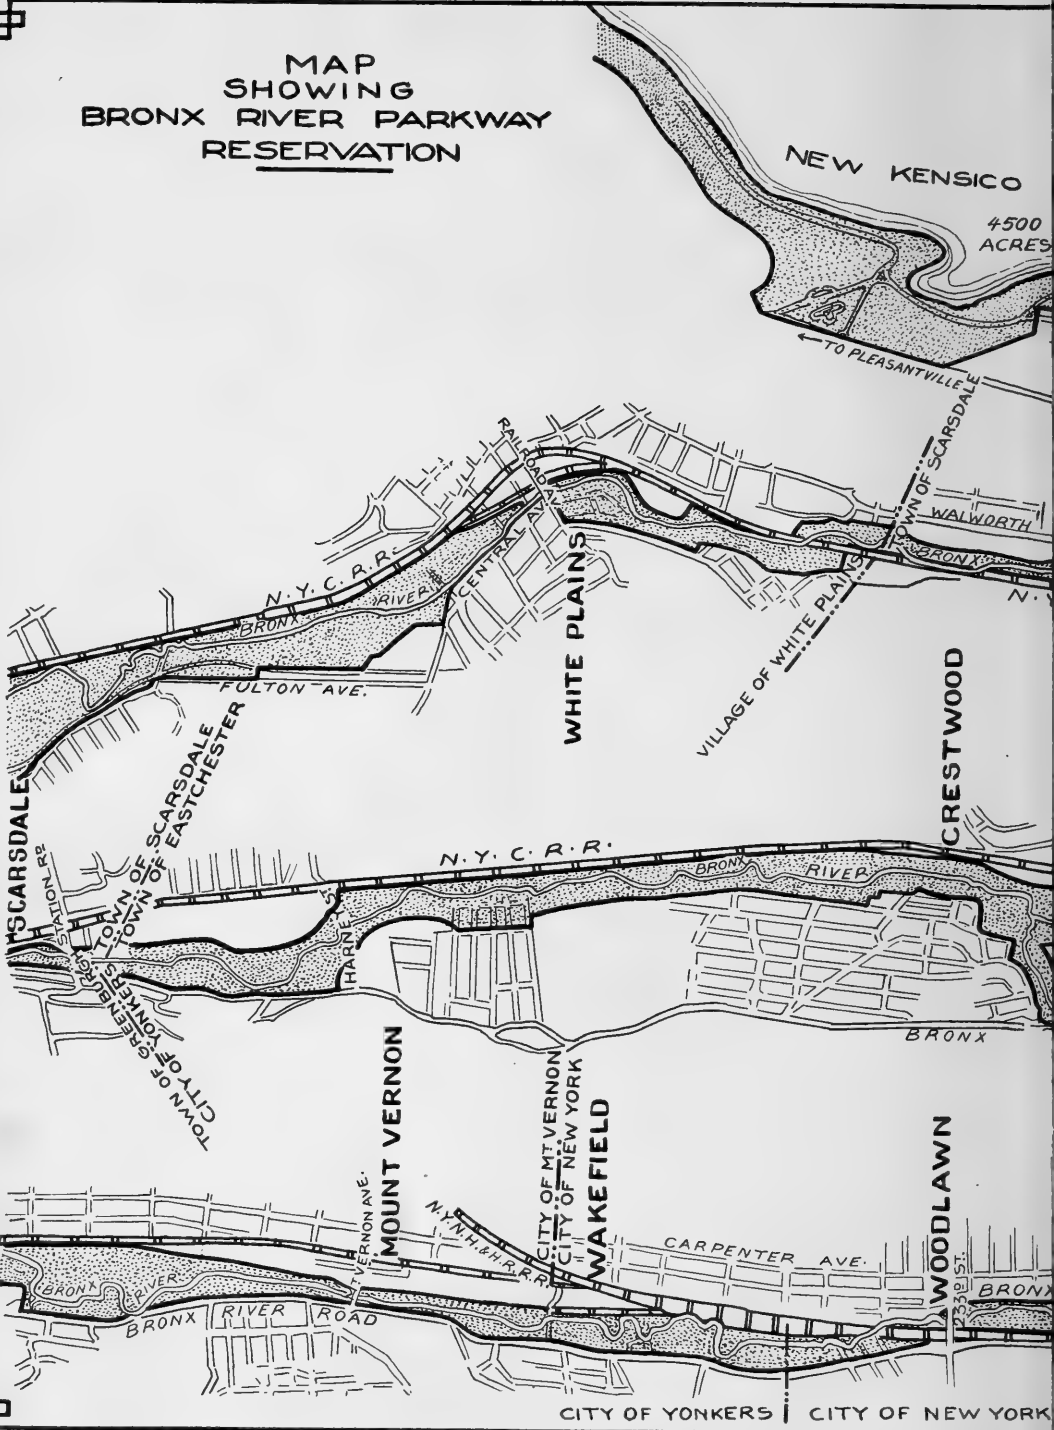 MAP
SHOWING
BRONX RIVER PARKWAY
RESERVATION
NEW KENSICO
4500
ACRES
←TO PLEASANTVILLE
RAILROAD AV.
TOWN OF SCARSDALE
VILLAGE OF WHITE PLAINS
WALWORTH
BRONX
N.Y
N.Y.C.R.R.
CENTRAL AV.
BRONX
RIVER
FULTON AVE.
WHITE PLAINS
CRESTWOOD
SCARSDALE
STATION RD
TOWN OF SCARSDALE
TOWN OF EASTCHESTER
TOWN OF GREENBURGH
CITY OF YONKERS
HARNEY ST.
N.Y.C.R.R.
BRONX
RIVER
BRONX
MOUNT VERNON
MT VERNON AVE.
N.Y.N.H.&H.R.R.
CITY OF MT VERNON
CITY OF NEW YORK
WAKEFIELD
CARPENTER AVE.
WOODLAWN
233D ST.
BRONX
BRONX
RIVER
BRONX RIVER ROAD
CITY OF YONKERS
CITY OF NEW YORK